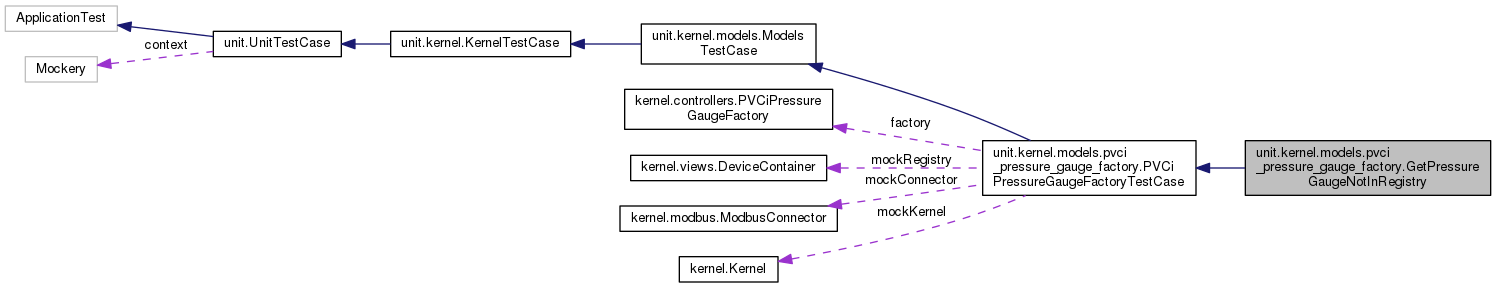 ApplicationTest
context
Mockery
unit.UnitTestCase
unit.kernel.KernelTestCase
unit.kernel.models.Models
TestCase
kernel.controllers.PVCiPressure
GaugeFactory
factory
kernel.views.DeviceContainer
mockRegistry
mockConnector
kernel.modbus.ModbusConnector
mockKernel
kernel.Kernel
unit.kernel.models.pvci
_pressure_gauge_factory.PVCi
PressureGaugeFactoryTestCase
unit.kernel.models.pvci
_pressure_gauge_factory.GetPressure
GaugeNotInRegistry